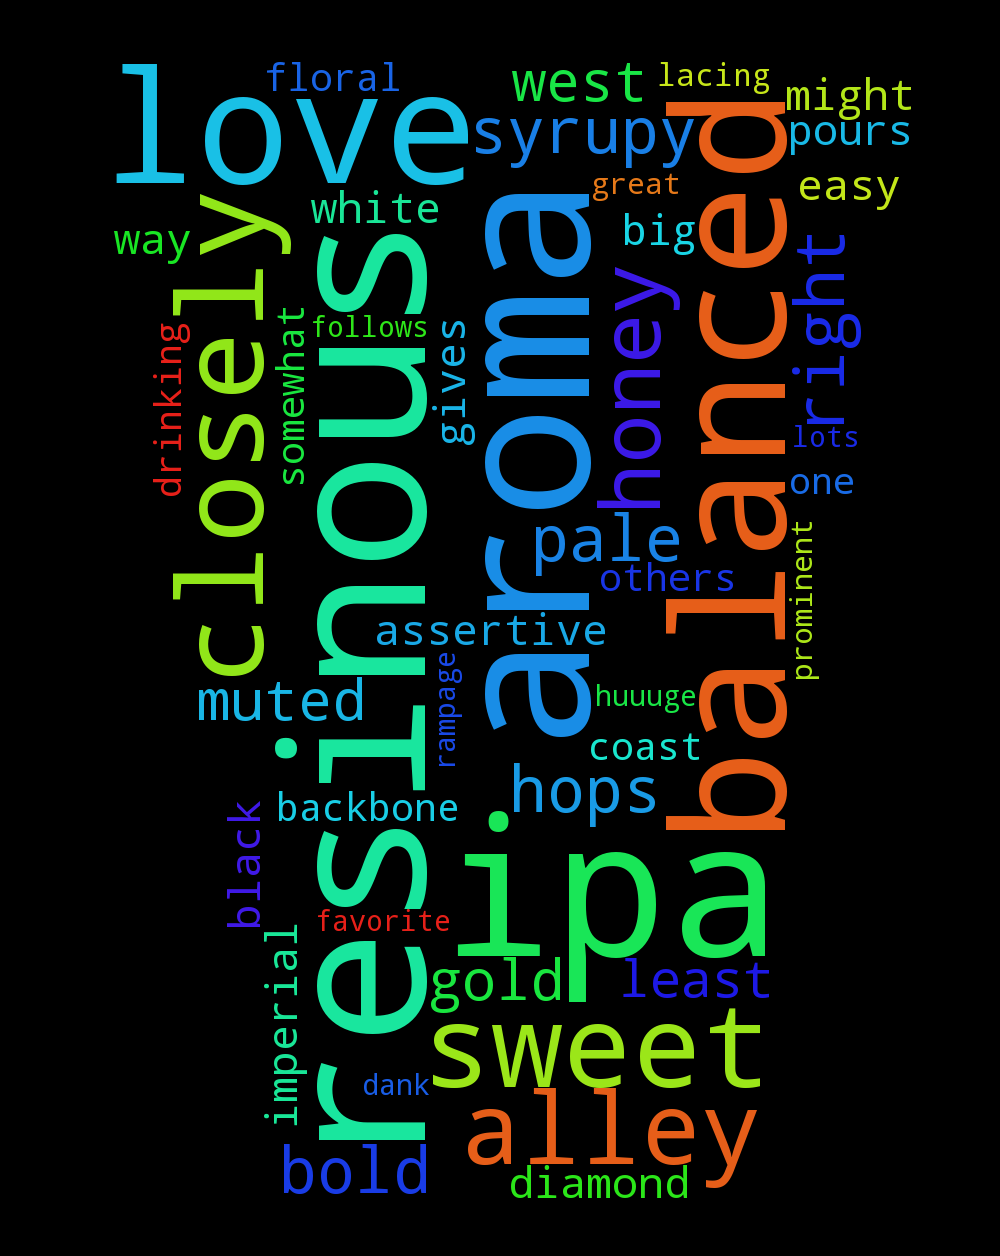 love
floral
west
lacing
might
syrupy
pours
great
easy
white
way
big
closely
resinous
aroma
balanced
honey
right
drinking
somewhat
follows
gives
lots
one
pale
others
prominent
assertive
muted
rampage
huuuge
coast
hops
backbone
black
ipa
favorite
imperial
gold
least
sweet
dank
alley
bold
diamond